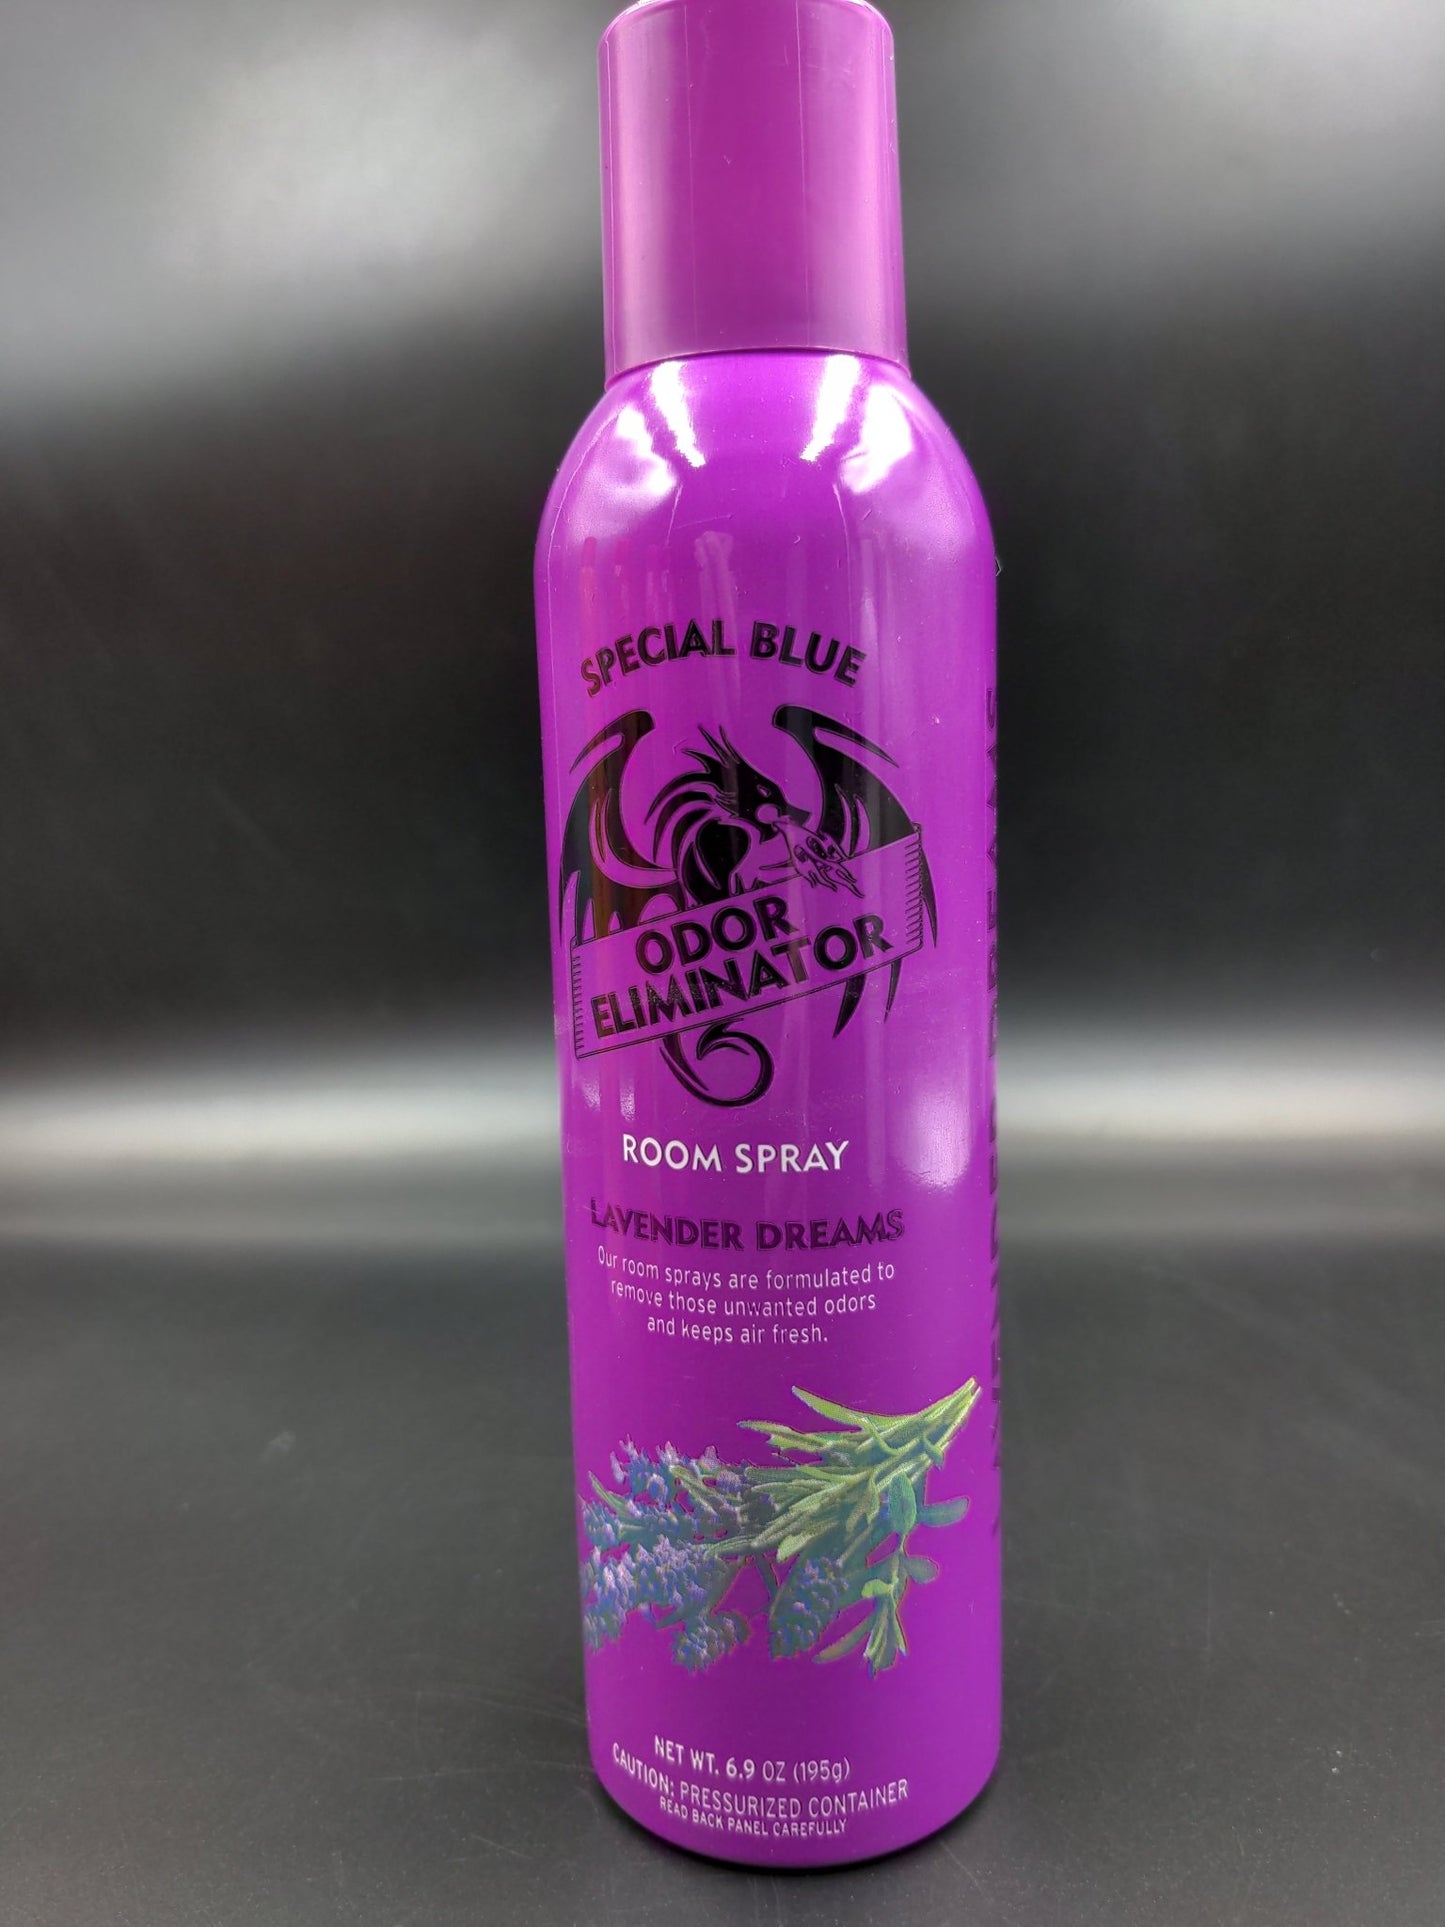 SPECIAL BLUE
ODOR
ELIMINATOR
ROOM SPRAY
LAVENDER DREAMS
Our room sprays are formulated to
remove those unwanted odors
and keeps air fresh.
NET WT. 6.9 OZ (195g)
CAUTION: PRESSURIZED CONTAINER
READ BACK PANEL CAREFULLY